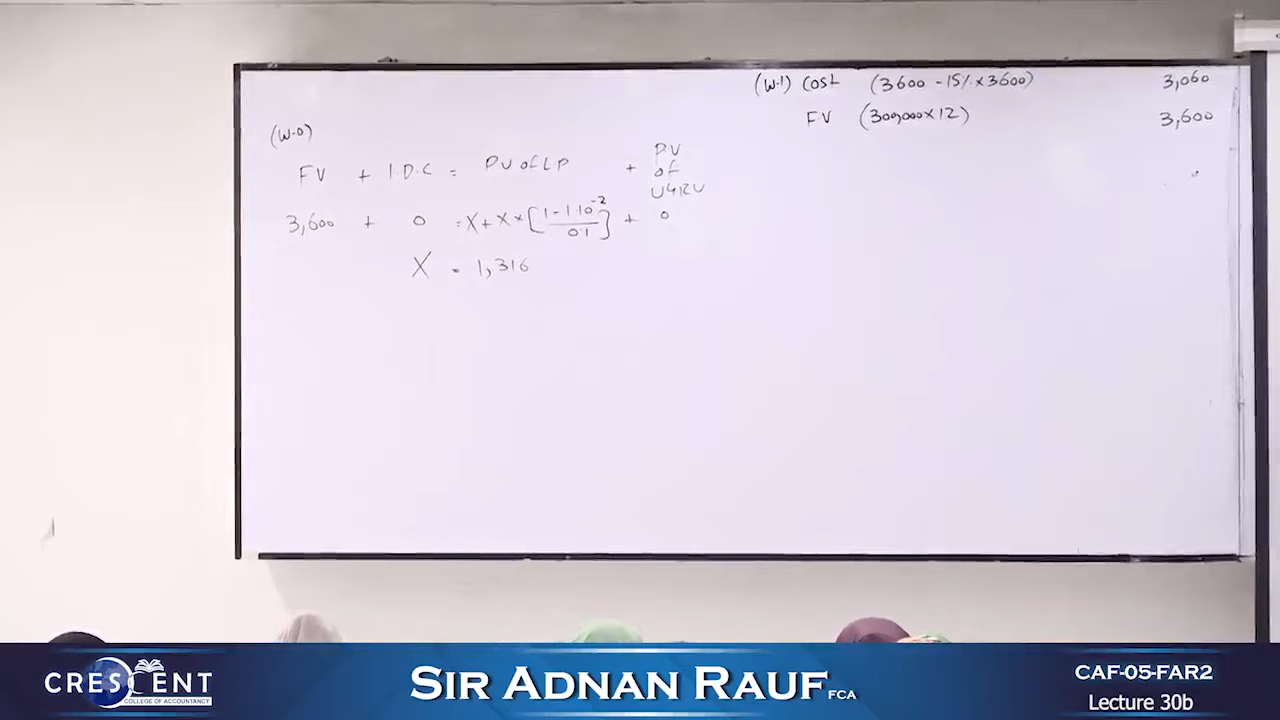 (W-1) Cost (3600 - 15% × 3600) 3,060
FV (300,000 × 12) 3,600
(W-0)
FV + I.D.C = PV of LP + PV of UGRV
3,600 + 0 = X + X × [1 - 1.10^-2 / 0.1] + 0
X = 1,316
CRESCENT
COLLEGE OF ACCOUNTANCY
SIR ADNAN RAUF FCA
CAF-05-FAR2
Lecture 30b